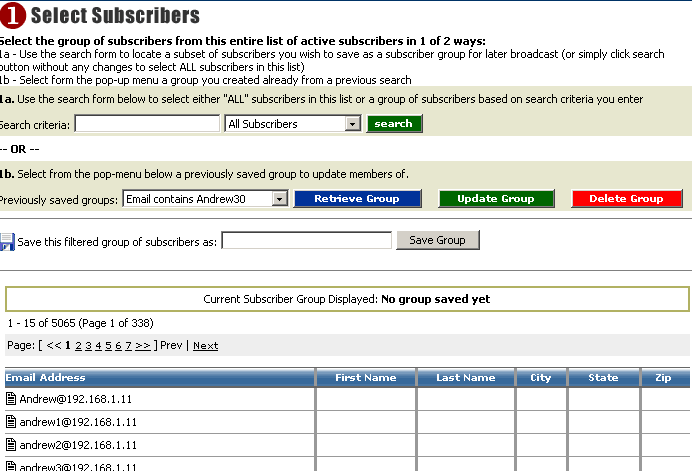 1 Select Subscribers
Select the group of subscribers from this entire list of active subscribers in 1 of 2 ways:
1a - Use the search form to locate a subset of subscribers you wish to save as a subscriber group for later broadcast (or simply click search
button without any changes to select ALL subscribers in this list)
1b - Select form the pop-up menu a group you created already from a previous search
1a. Use the search form below to select either "ALL" subscribers in this list or a group of subscribers based on search criteria you enter
Search criteria: All Subscribers search
-- OR --
1b. Select from the pop-menu below a previously saved group to update members of.
Previously saved groups: Email contains Andrew30 Retrieve Group Update Group Delete Group
Save this filtered group of subscribers as: Save Group
Current Subscriber Group Displayed: No group saved yet
1 - 15 of 5065 (Page 1 of 338)
Page: [ << 1 2 3 4 5 6 7 >> ] Prev | Next
Email Address First Name Last Name City State Zip
Andrew@192.168.1.11
andrew1@192.168.1.11
andrew2@192.168.1.11
andrew3@192.168.1.11